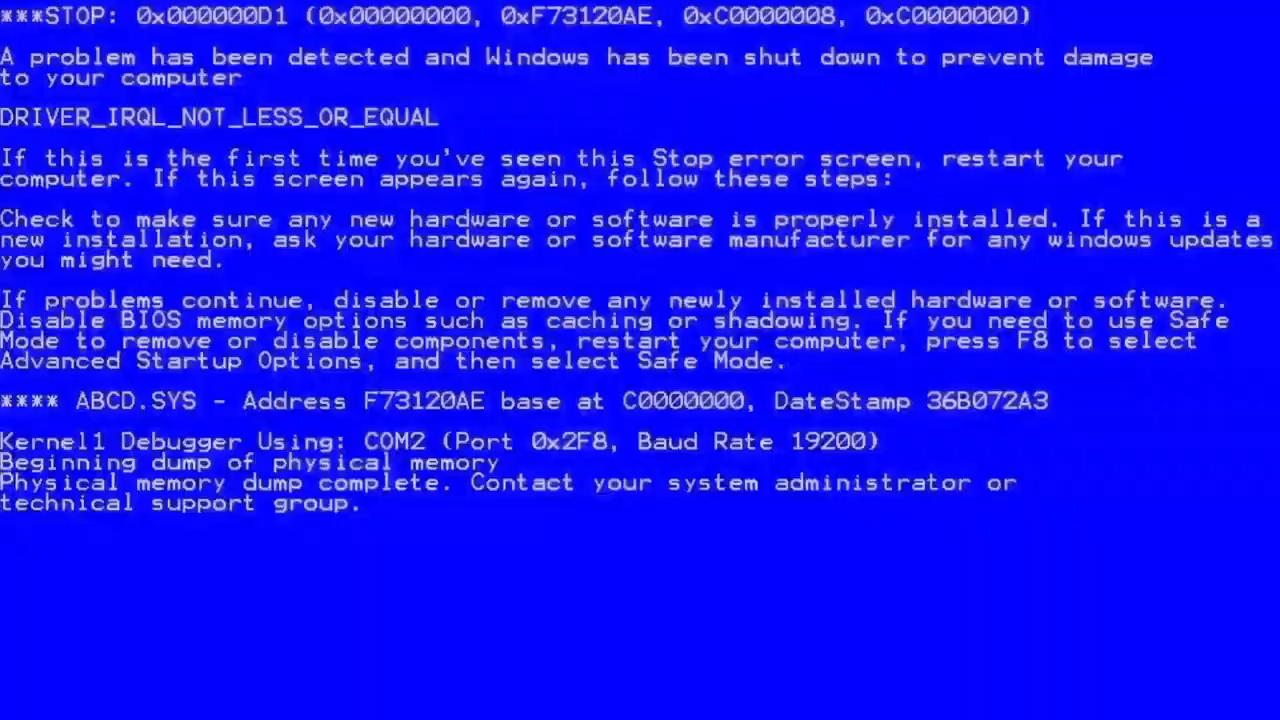 ***STOP: 0x000000D1 (0x00000000, 0xF73120AE, 0xC0000008, 0xC0000000)
A problem has been detected and Windows has been shut down to prevent damage
to your computer
DRIVER_IRQL_NOT_LESS_OR_EQUAL
If this is the first time you've seen this Stop error screen, restart your
computer. If this screen appears again, follow these steps:
Check to make sure any new hardware or software is properly installed. If this is a
new installation, ask your hardware or software manufacturer for any windows updates
you might need.
If problems continue, disable or remove any newly installed hardware or software.
Disable BIOS memory options such as caching or shadowing. If you need to use Safe
Mode to remove or disable components, restart your computer, press F8 to select
Advanced Startup Options, and then select Safe Mode.
**** ABCD.SYS - Address F73120AE base at C0000000, DateStamp 36B072A3
Kernel1 Debugger Using: COM2 (Port 0x2F8, Baud Rate 19200)
Beginning dump of physical memory
Physical memory dump complete. Contact your system administrator or
technical support group.